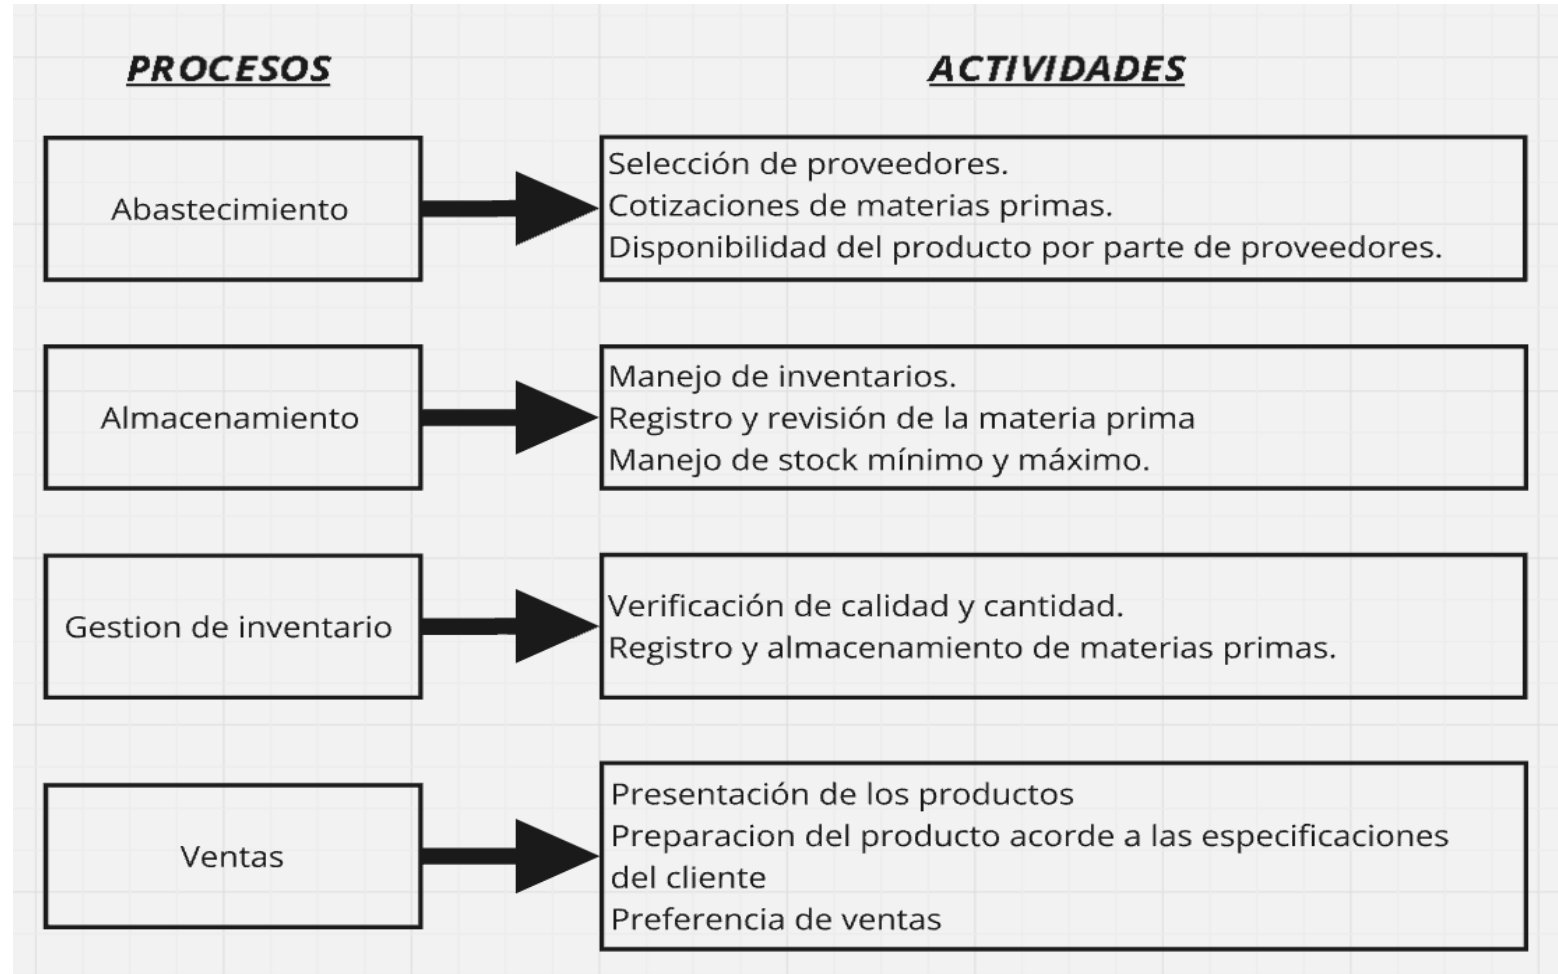 PROCESOS
ACTIVIDADES
Abastecimiento
Selección de proveedores.
Cotizaciones de materias primas.
Disponibilidad del producto por parte de proveedores.
Almacenamiento
Manejo de inventarios.
Registro y revisión de la materia prima
Manejo de stock mínimo y máximo.
Gestion de inventario
Verificación de calidad y cantidad.
Registro y almacenamiento de materias primas.
Ventas
Presentación de los productos
Preparacion del producto acorde a las especificaciones
del cliente
Preferencia de ventas